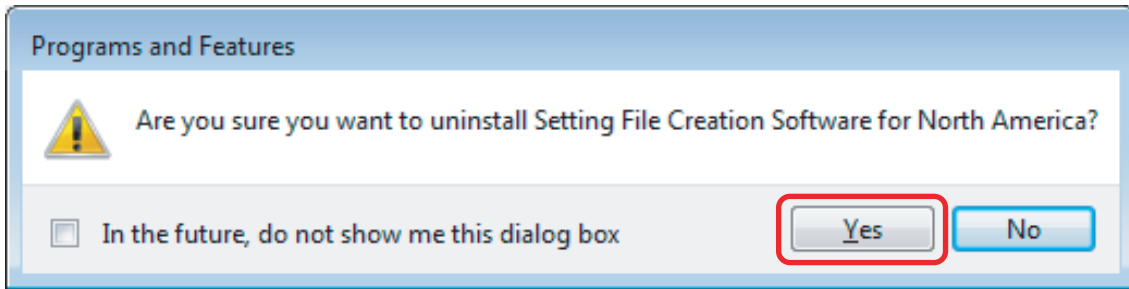 Programs and Features
Are you sure you want to uninstall Setting File Creation Software for North America?
In the future, do not show me this dialog box
Yes
No